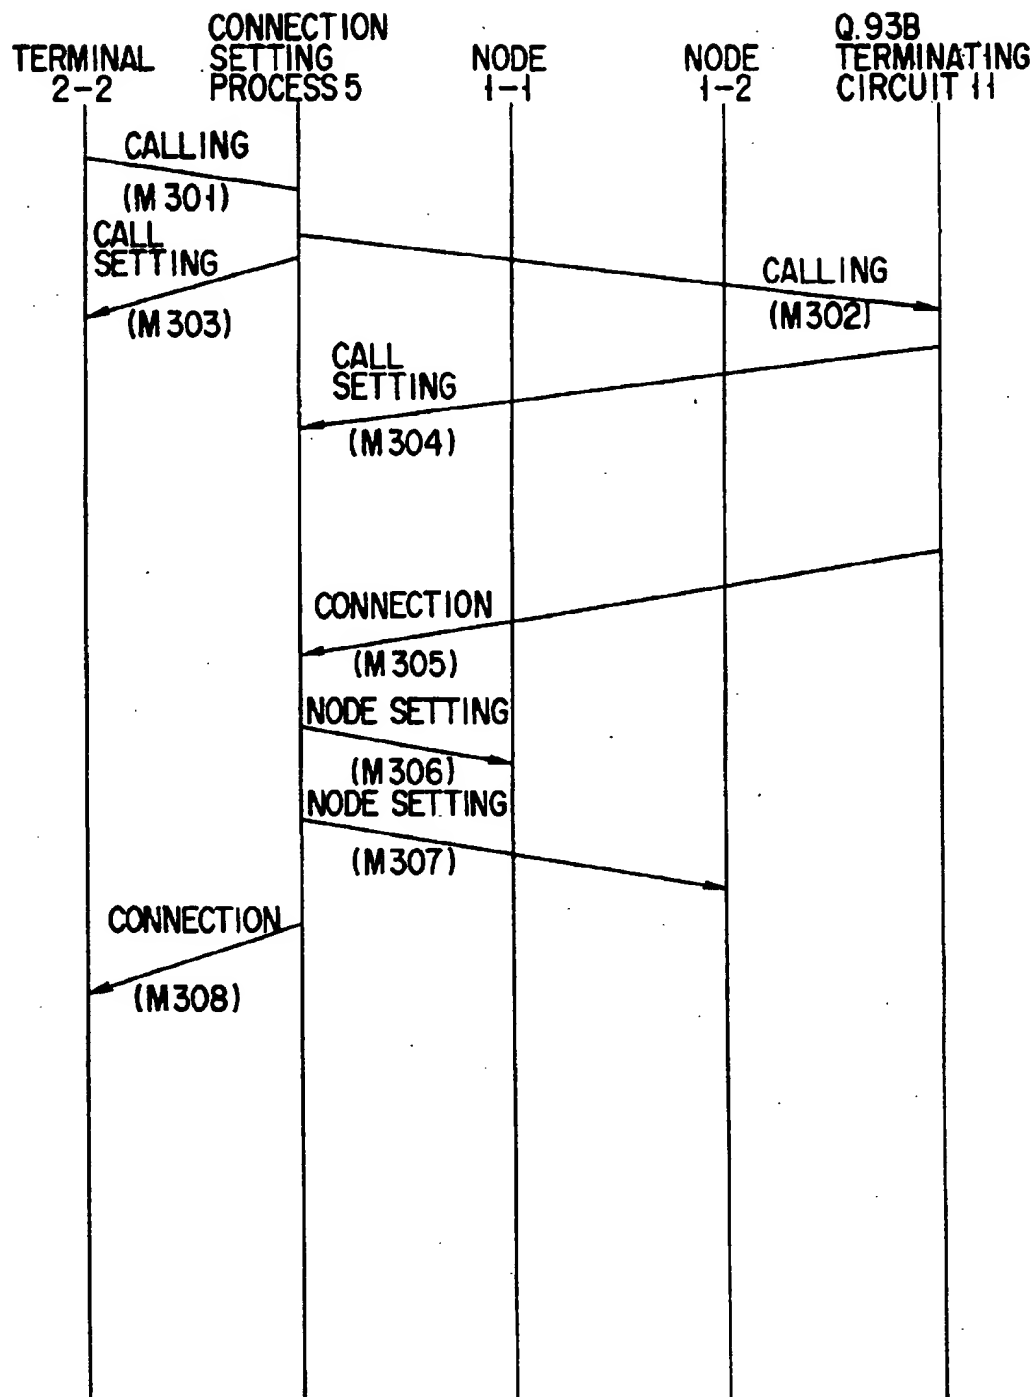 TERMINAL
2-2
CONNECTION
SETTING
PROCESS 5
NODE
1-1
NODE
1-2
Q.93B
TERMINATING
CIRCUIT 11
CALLING
(M301)
CALL
SETTING
(M303)
CALLING
(M302)
CALL
SETTING
(M304)
CONNECTION
(M305)
NODE SETTING
(M306)
NODE SETTING
(M307)
CONNECTION
(M308)